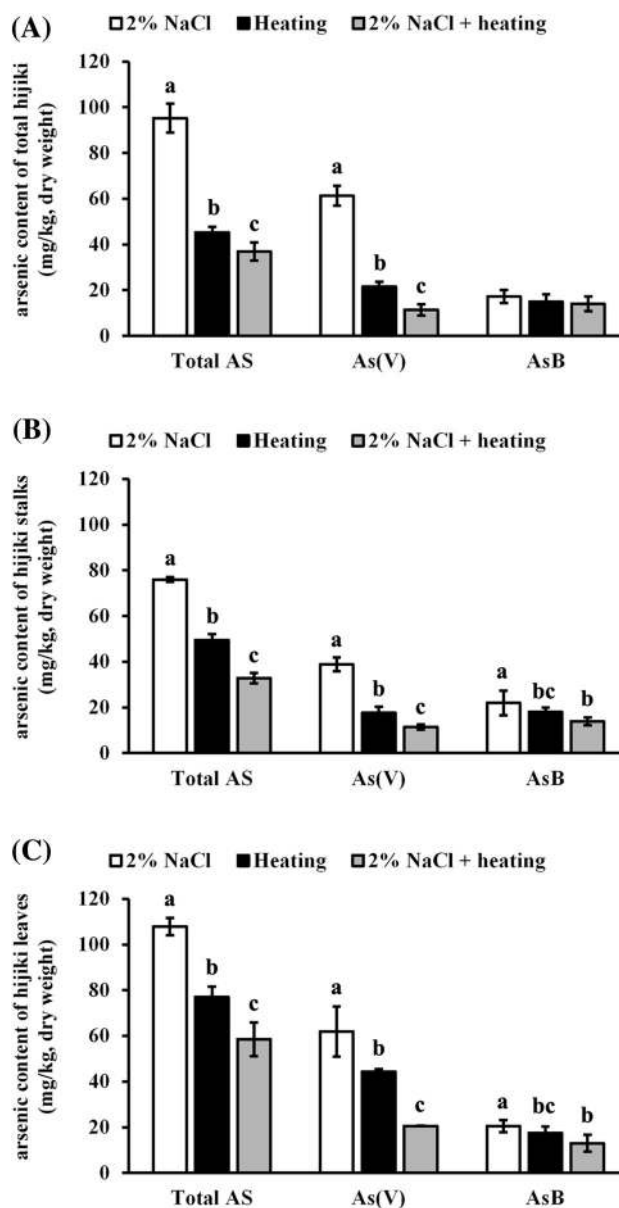 (A)
2% NaCl Heating 2% NaCl + heating
arsenic content of total hijiki
(mg/kg, dry weight)
120
100
80
60
40
20
0
a
b
c
a
b
c
Total AS As(V) AsB
(B)
2% NaCl Heating 2% NaCl + heating
arsenic content of hijiki stalks
(mg/kg, dry weight)
120
100
80
60
40
20
0
a
b
c
a
b
c
a
bc
b
Total AS As(V) AsB
(C)
2% NaCl Heating 2% NaCl + heating
arsenic content of hijiki leaves
(mg/kg, dry weight)
120
100
80
60
40
20
0
a
b
c
a
b
c
a
bc
b
Total AS As(V) AsB